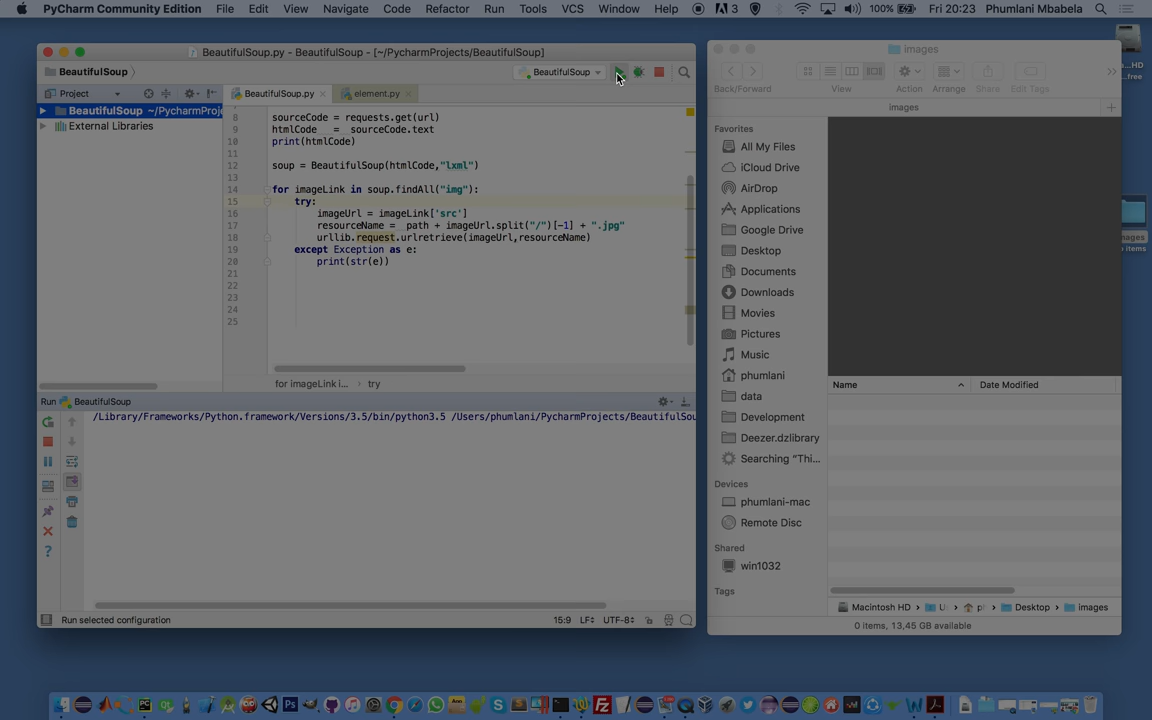 PyCharm Community Edition File Edit View Navigate Code Refactor Run Tools VCS Window Help 3 100% Fri 20:23 Phumlani Mbabela
BeautifulSoup.py - BeautifulSoup - [~/PycharmProjects/BeautifulSoup]
BeautifulSoup
BeautifulSoup
Project
BeautifulSoup.py
element.py
BeautifulSoup ~/PycharmProje
External Libraries
8 sourceCode = requests.get(url)
9 htmlCode = sourceCode.text
10 print(htmlCode)
11
12 soup = BeautifulSoup(htmlCode,"lxml")
13
14 for imageLink in soup.findAll("img"):
15 try:
16 imageUrl = imageLink['src']
17 resourceName = path + imageUrl.split("/")[-1] + ".jpg"
18 urllib.request.urlretrieve(imageUrl,resourceName)
19 except Exception as e:
20 print(str(e))
21
22
23
24
25
for imageLink i... › try
Run BeautifulSoup
/Library/Frameworks/Python.framework/Versions/3.5/bin/python3.5 /Users/phumlani/PycharmProjects/BeautifulSou
Run selected configuration
15:9 LF UTF-8
images
Back/Forward View Action Arrange Share Edit Tags
images
Favorites
All My Files
iCloud Drive
AirDrop
Applications
Google Drive
Desktop
Documents
Downloads
Movies
Pictures
Music
phumlani
data
Development
Deezer.dzlibrary
Searching “Thi...
Devices
phumlani-mac
Remote Disc
Shared
win1032
Tags
Name Date Modified
Macintosh HD › U › › Desktop › images
0 items, 13,45 GB available
...HD
.free
mages
items